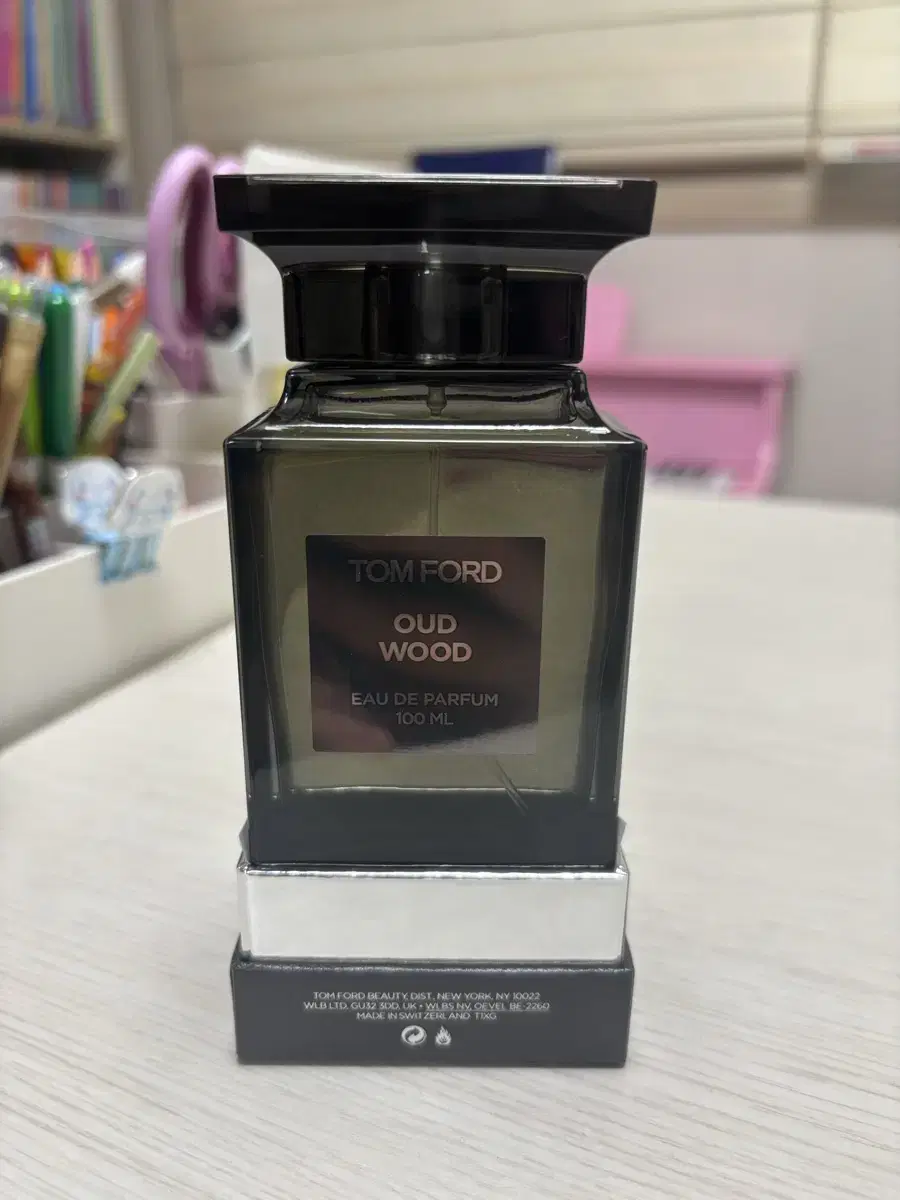 TOM FORD
OUD
WOOD
EAU DE PARFUM
100 ML
TOM FORD BEAUTY, DIST. NEW YORK, NY 10022
WLB LTD. GU32 3DD, UK • WLBS NV, OEVEL BE-2260
MADE IN SWITZERLAND T1XG